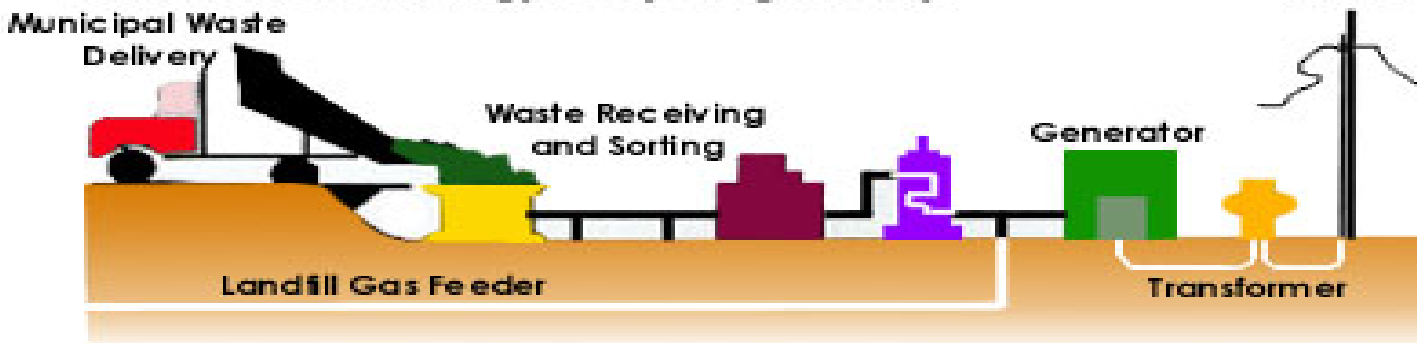 Municipal Waste
Delivery
Waste Receiving
and Sorting
Generator
Landfill Gas Feeder
Transformer